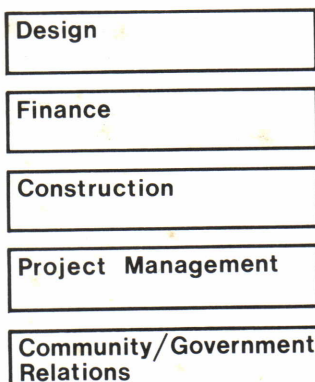 Design
Finance
Construction
Project Management
Community/Government
Relations